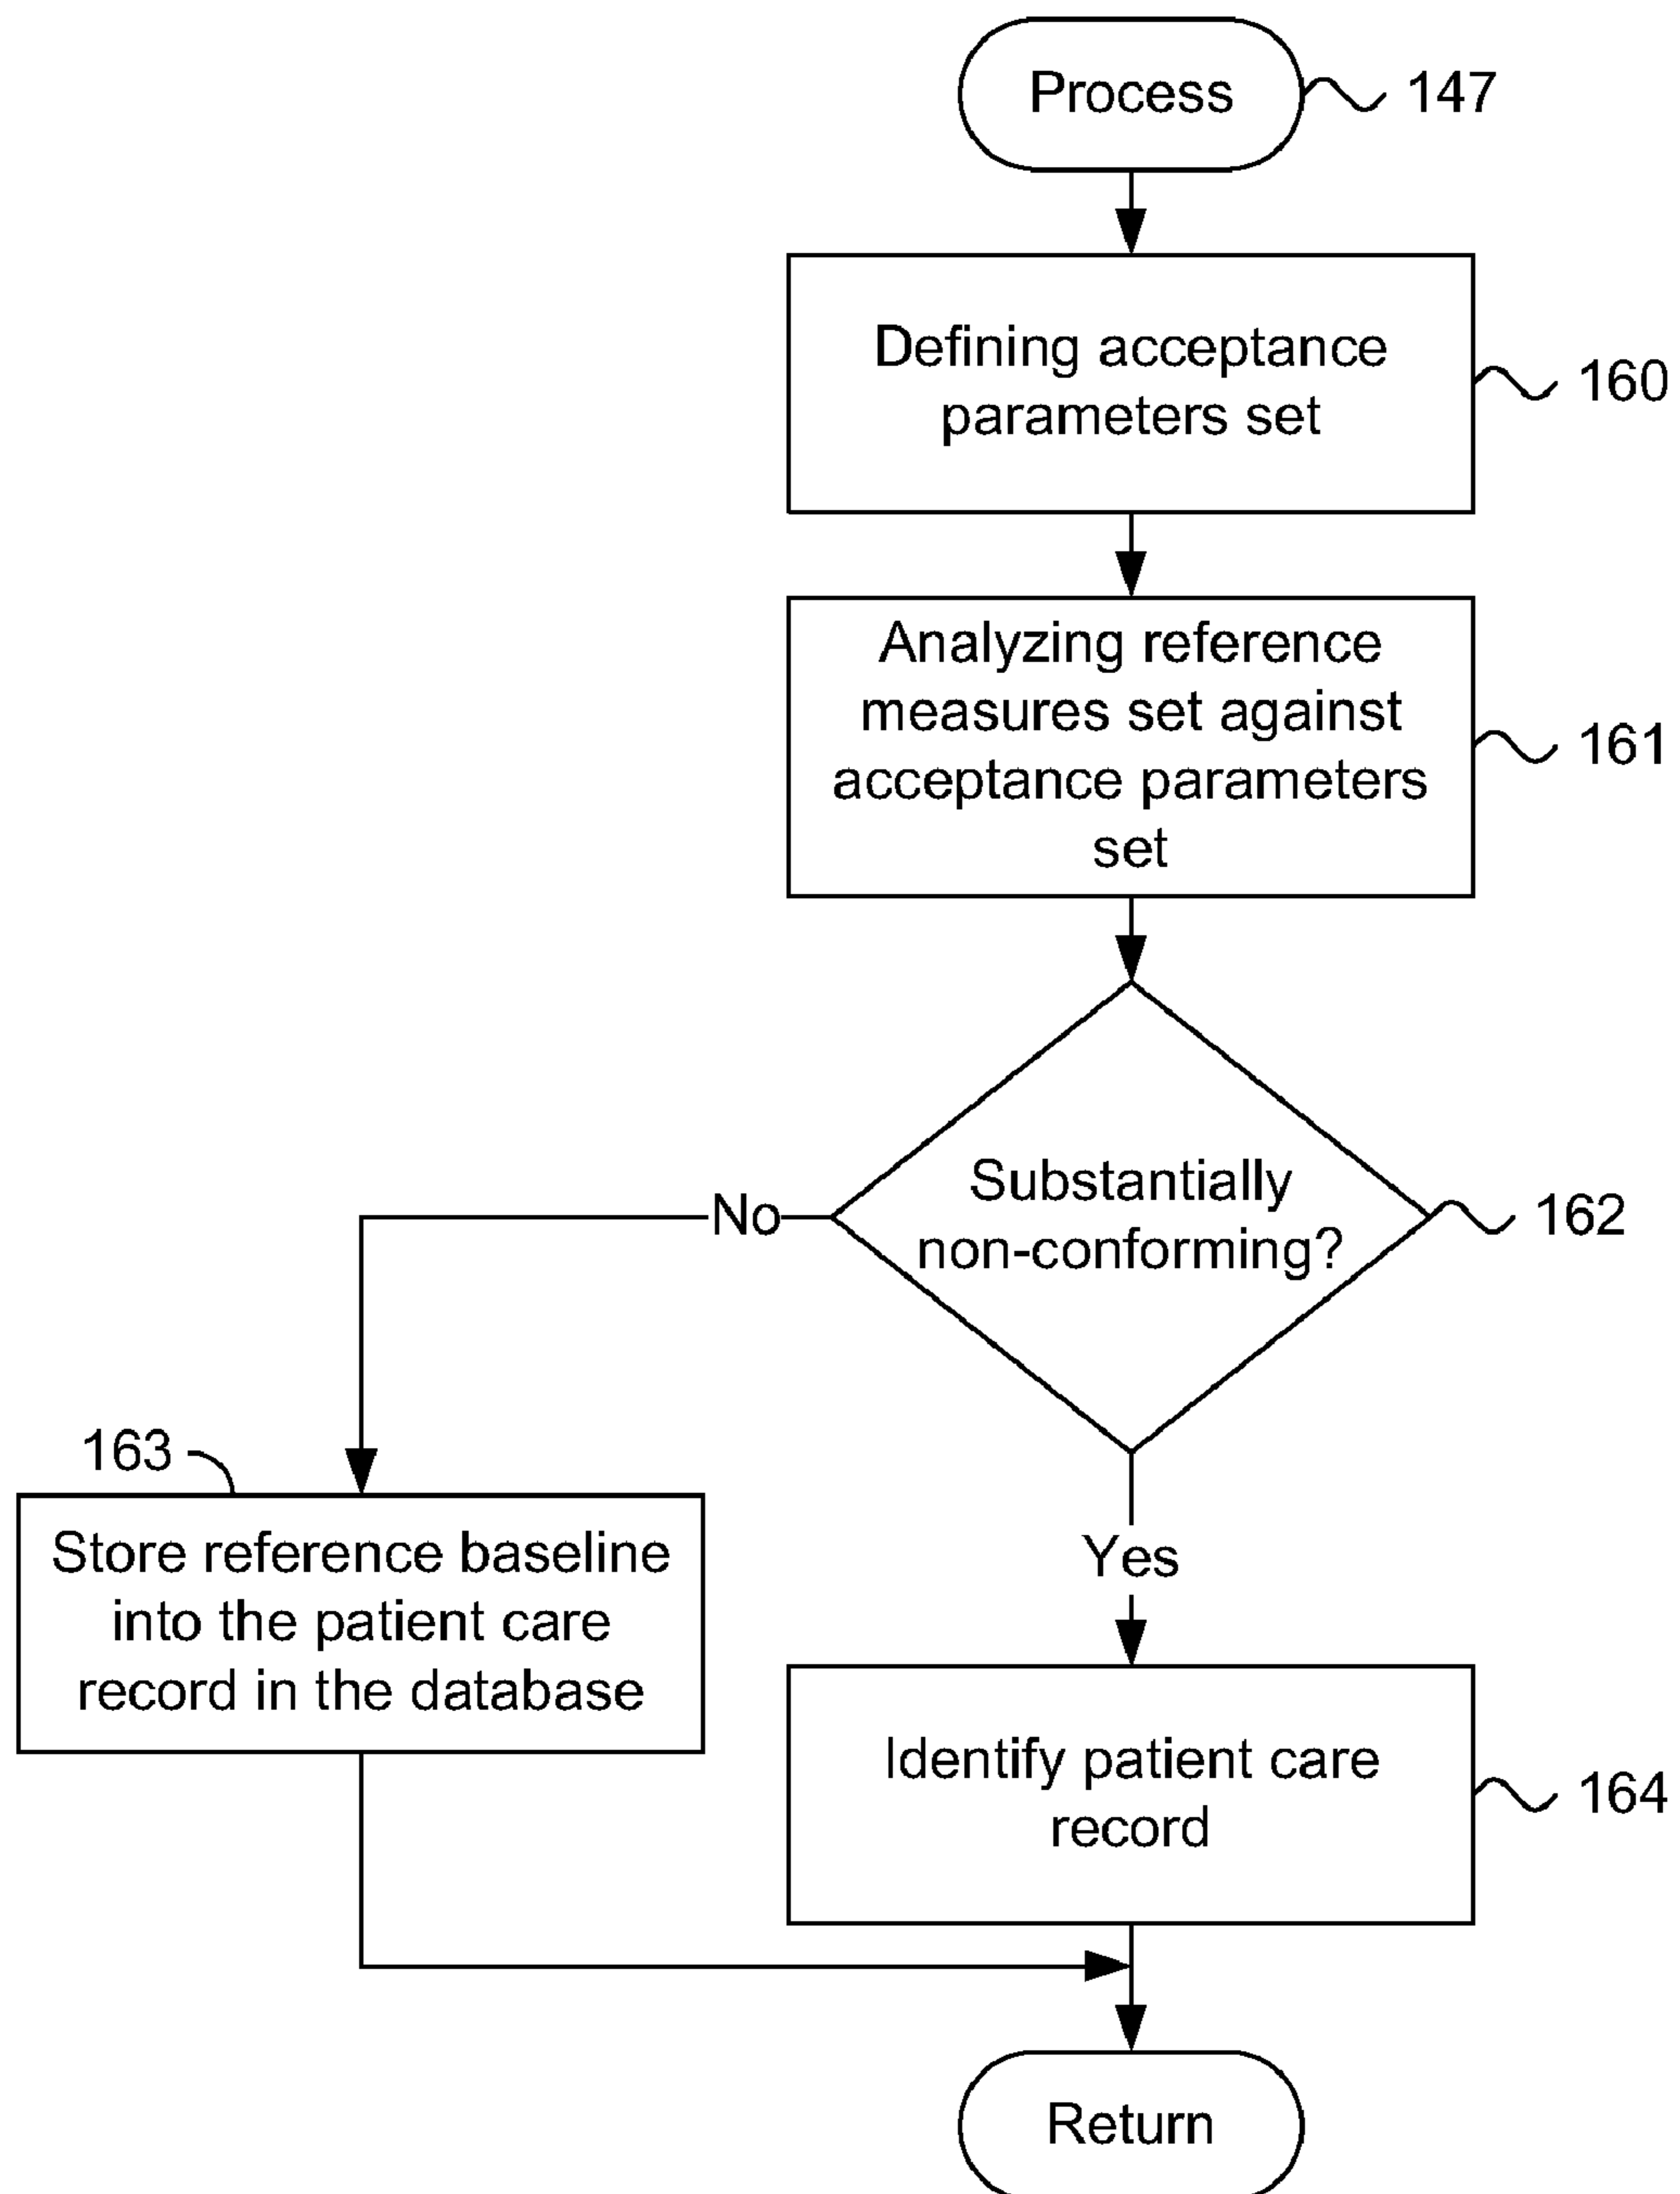 Process
147
Defining acceptance
parameters set
160
Analyzing reference
measures set against
acceptance parameters
set
161
Substantially
non-conforming?
162
No
Yes
163
Store reference baseline
into the patient care
record in the database
Identify patient care
record
164
Return